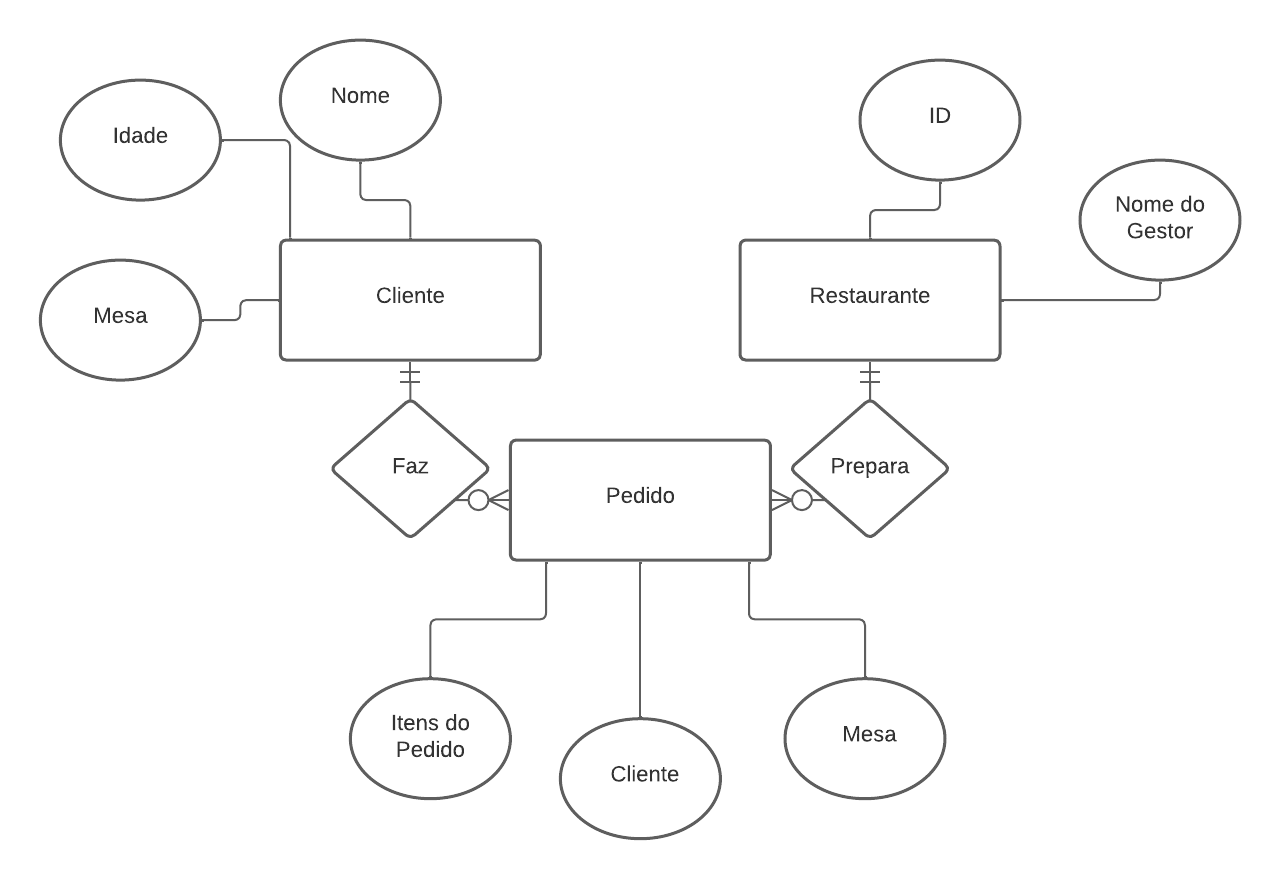 Nome
Idade
ID
Nome do
Gestor
Mesa
Cliente
Restaurante
Faz
Pedido
Prepara
Itens do
Pedido
Cliente
Mesa